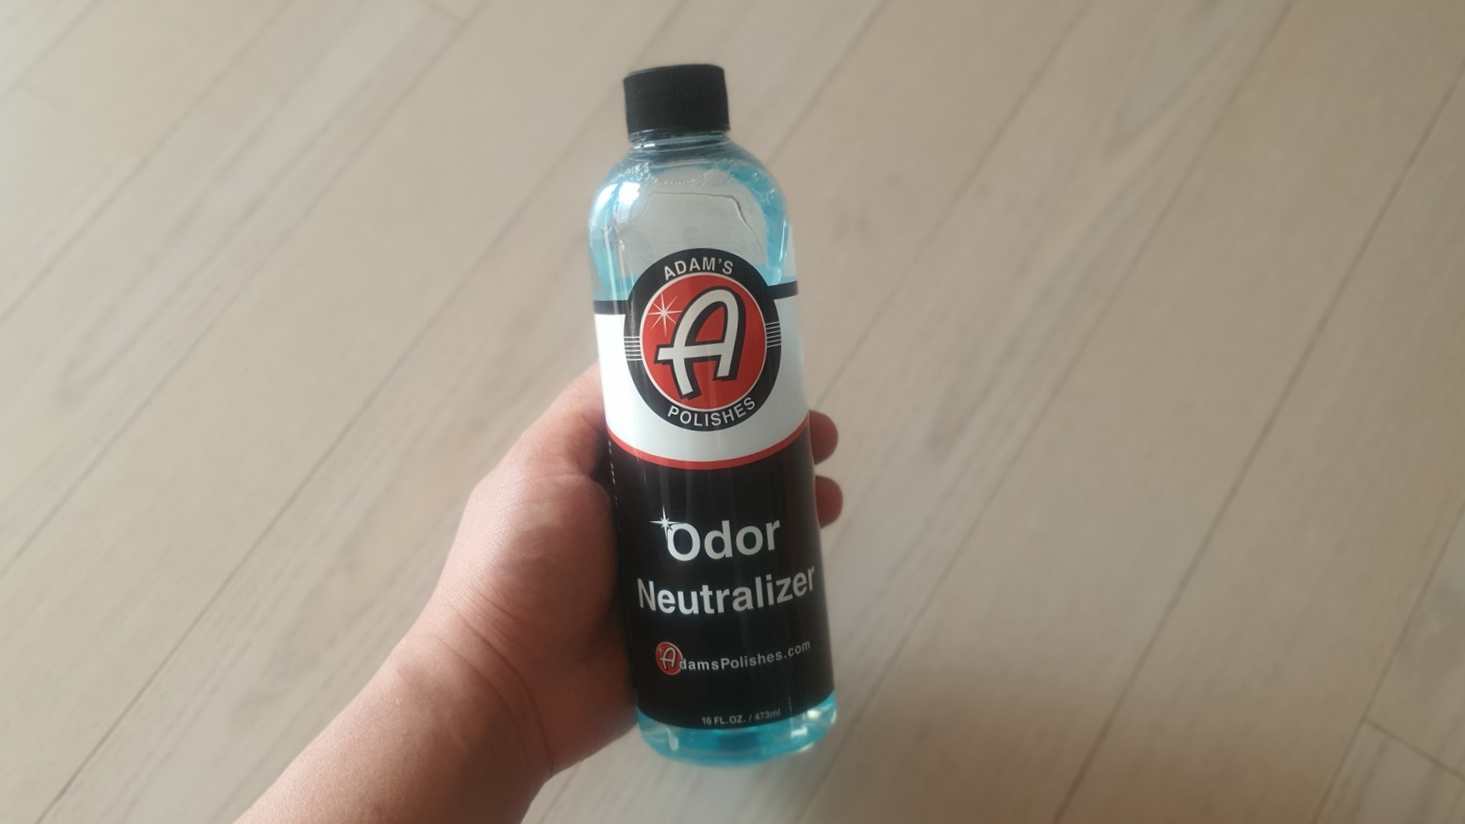 ADAM'S
A
POLISHES
Odor
Neutralizer
AdamsPolishes.com
16 FL.OZ. / 473ml